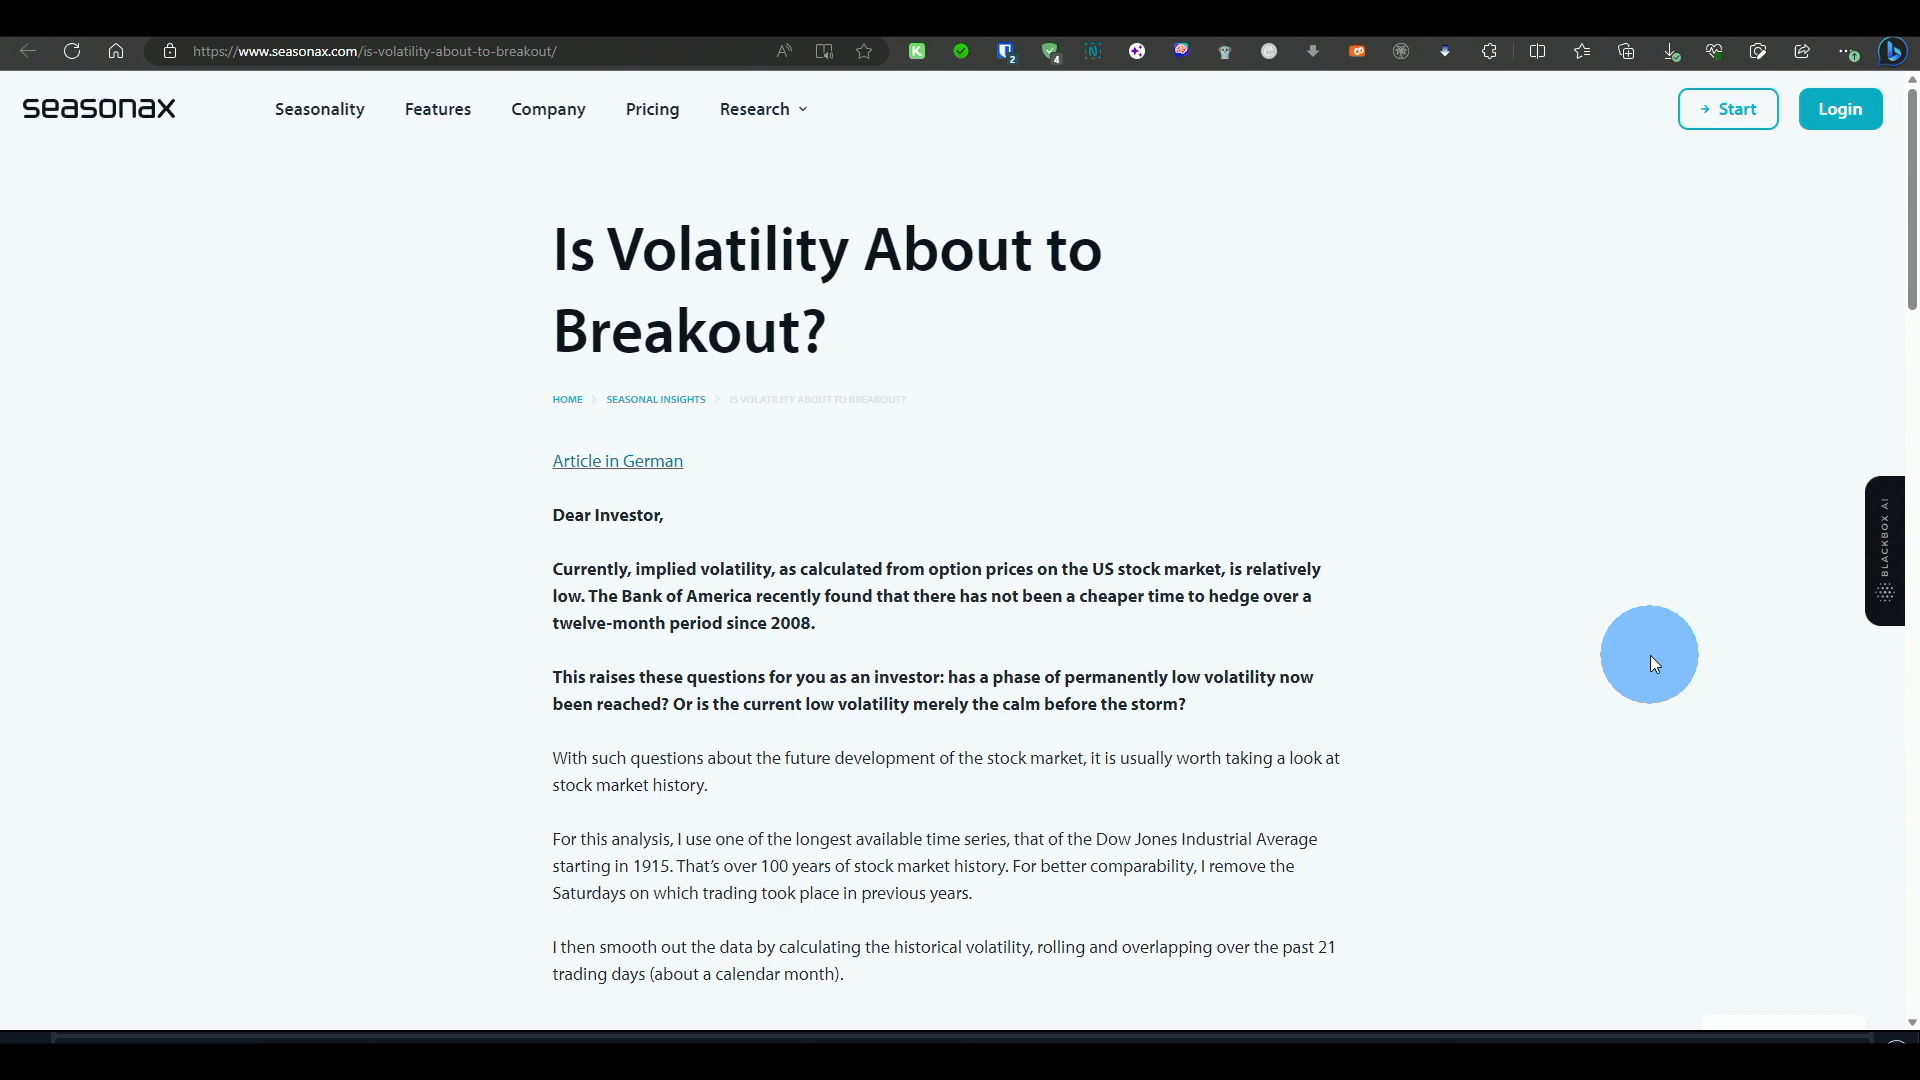 https://www.seasonax.com/is-volatility-about-to-breakout/
2
4
seasonax
Seasonality
Features
Company
Pricing
Research
Start
Login
Is Volatility About to
Breakout?
HOME
SEASONAL INSIGHTS
IS VOLATILITY ABOUT TO BREAKOUT?
Article in German
Dear Investor,
Currently, implied volatility, as calculated from option prices on the US stock market, is relatively
low. The Bank of America recently found that there has not been a cheaper time to hedge over a
twelve-month period since 2008.
This raises these questions for you as an investor: has a phase of permanently low volatility now
been reached? Or is the current low volatility merely the calm before the storm?
With such questions about the future development of the stock market, it is usually worth taking a look at
stock market history.
For this analysis, I use one of the longest available time series, that of the Dow Jones Industrial Average
starting in 1915. That’s over 100 years of stock market history. For better comparability, I remove the
Saturdays on which trading took place in previous years.
I then smooth out the data by calculating the historical volatility, rolling and overlapping over the past 21
trading days (about a calendar month).
BLACKBOX AI